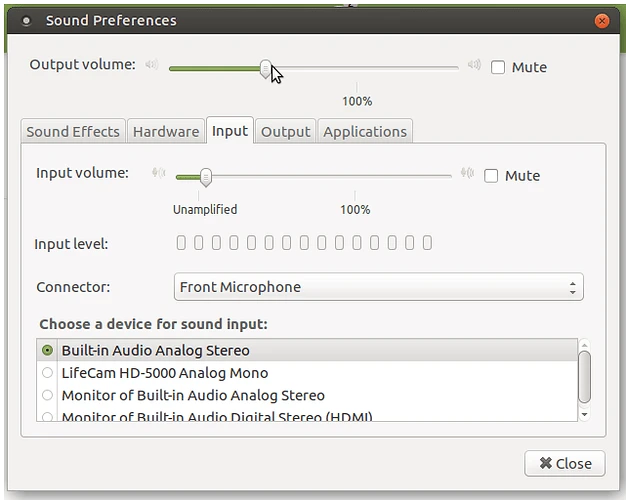 Sound Preferences
Output volume: Mute
100%
Sound Effects Hardware Input Output Applications
Input volume: Mute
Unamplified 100%
Input level:
Connector: Front Microphone
Choose a device for sound input:
Built-in Audio Analog Stereo
LifeCam HD-5000 Analog Mono
Monitor of Built-in Audio Analog Stereo
Monitor of Built-in Audio Digital Stereo (HDMI)
Close